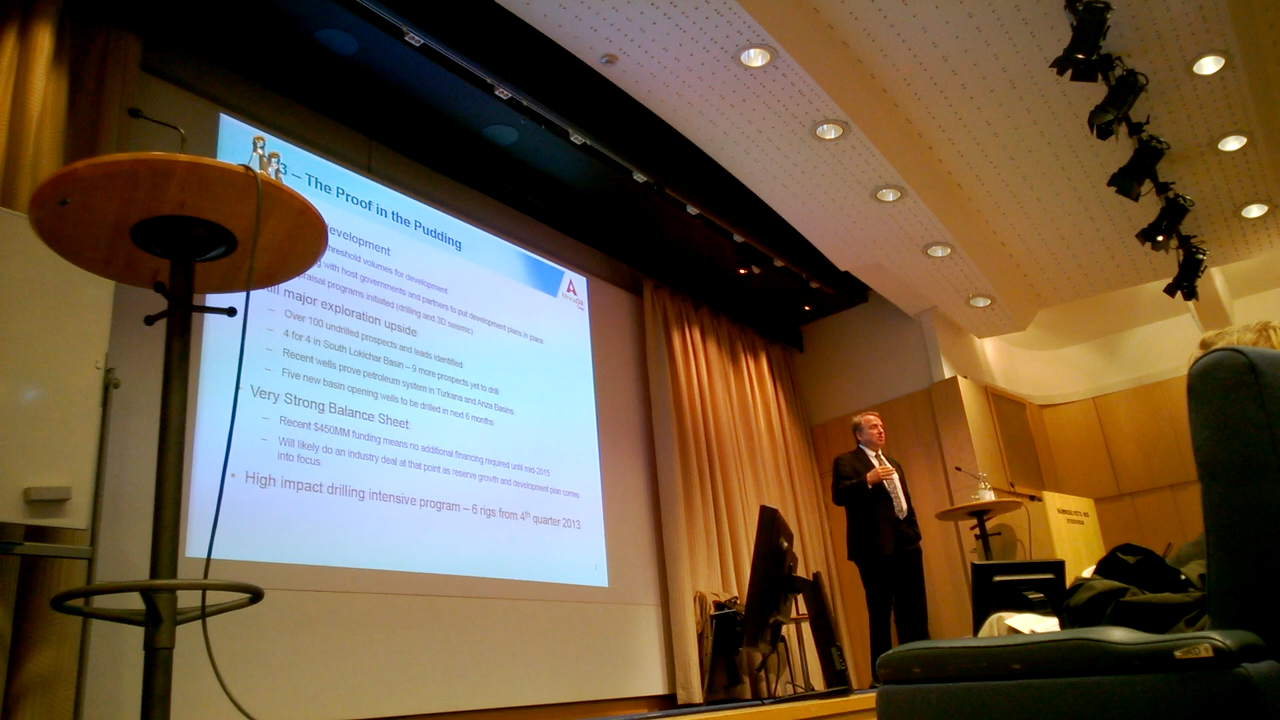 3 – The Proof in the Pudding
development
threshold volumes for development
with host governments and partners to put development plans in place
programs initiated (drilling and 3D seismic)
major exploration upside
– Over 100 undrilled prospects and leads identified
– 4 for 4 in South Lokichar Basin – 9 more prospects yet to drill
– Recent wells prove petroleum system in Turkana and Anza Basins
– Five new basin opening wells to be drilled in next 6 months
Very Strong Balance Sheet
– Recent $450MM funding means no additional financing required until mid-2015
– Will likely do an industry deal at that point as reserve growth and development plan comes
into focus
• High impact drilling intensive program – 6 rigs from 4th quarter 2013